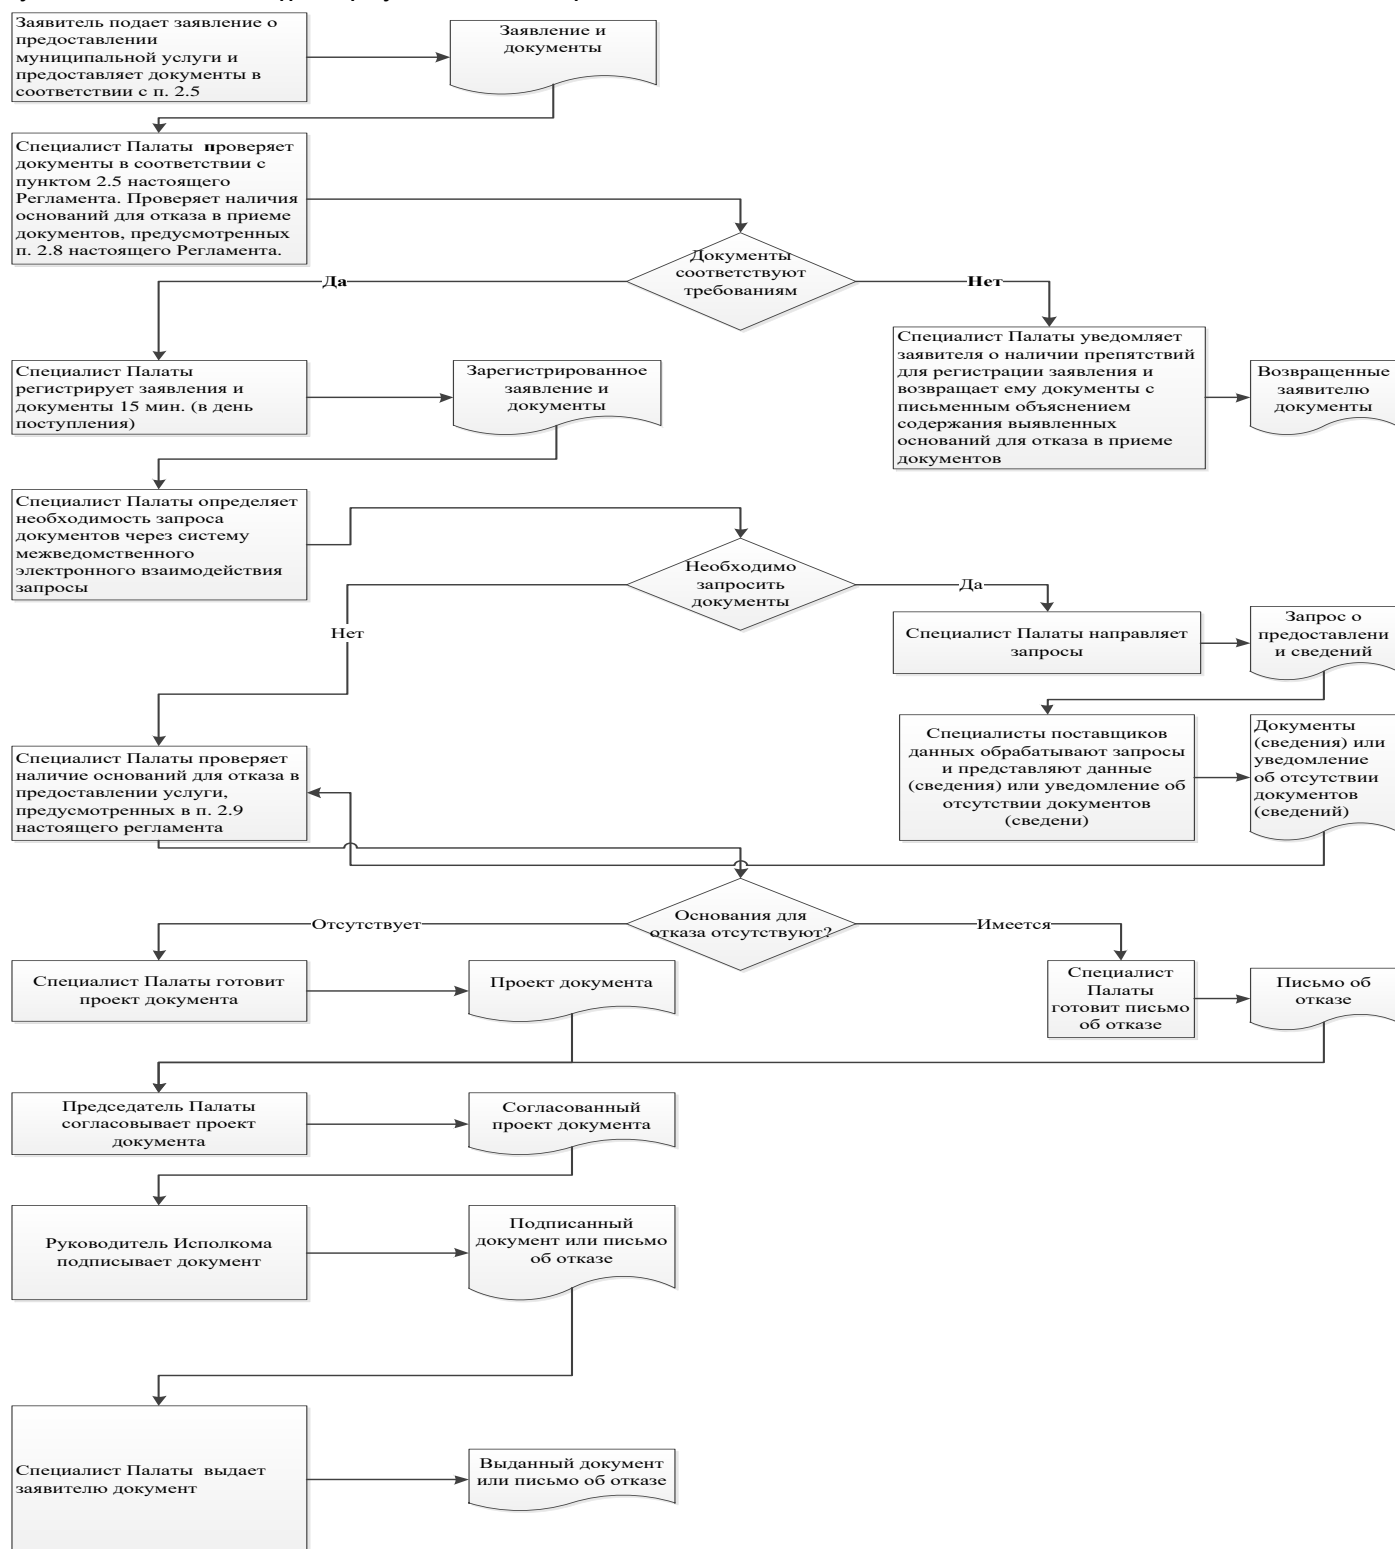 Заявитель подает заявление о
предоставлении
муниципальной услуги и
предоставляет документы в
соответствии с п. 2.5
Заявление и
документы
Специалист Палаты проверяет
документы в соответствии с
пунктом 2.5 настоящего
Регламента. Проверяет наличия
оснований для отказа в приеме
документов, предусмотренных
п. 2.8 настоящего Регламента.
Документы
соответствуют
требованиям
Да
Нет
Специалист Палаты
регистрирует заявления и
документы 15 мин. (в день
поступления)
Зарегистрированное
заявление и
документы
Специалист Палаты уведомляет
заявителя о наличии препятствий
для регистрации заявления и
возвращает ему документы с
письменным объяснением
содержания выявленных
оснований для отказа в приеме
документов
Возвращенные
заявителю
документы
Специалист Палаты определяет
необходимость запроса
документов через систему
межведомственного
электронного взаимодействия
запросы
Необходимо
запросить
документы
Да
Нет
Специалист Палаты направляет
запросы
Запрос о
предоставлени
и сведений
Специалисты поставщиков
данных обрабатывают запросы
и представляют данные
(сведения) или уведомление об
отсутствии документов
(сведени)
Документы
(сведения) или
уведомление
об отсутствии
документов
(сведений)
Специалист Палаты проверяет
наличие оснований для отказа в
предоставлении услуги,
предусмотренных в п. 2.9
настоящего регламента
Основания для
отказа отсутствуют?
Отсутствует
Имеется
Специалист Палаты готовит
проект документа
Проект документа
Специалист
Палаты
готовит письмо
об отказе
Письмо об
отказе
Председатель Палаты
согласовывает проект
документа
Согласованный
проект документа
Руководитель Исполкома
подписывает документ
Подписанный
документ или письмо
об отказе
Специалист Палаты выдает
заявителю документ
Выданный документ
или письмо об отказе